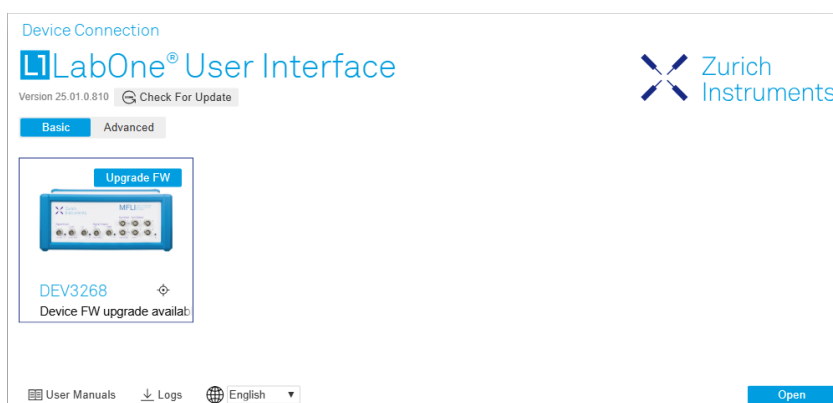 Device Connection
L1 LabOne® User Interface
Zurich
Instruments
Version 25.01.0.810 Check For Update
Basic Advanced
Upgrade FW
MFLI
DEV3268
Device FW upgrade availab
User Manuals Logs English ▼
Open